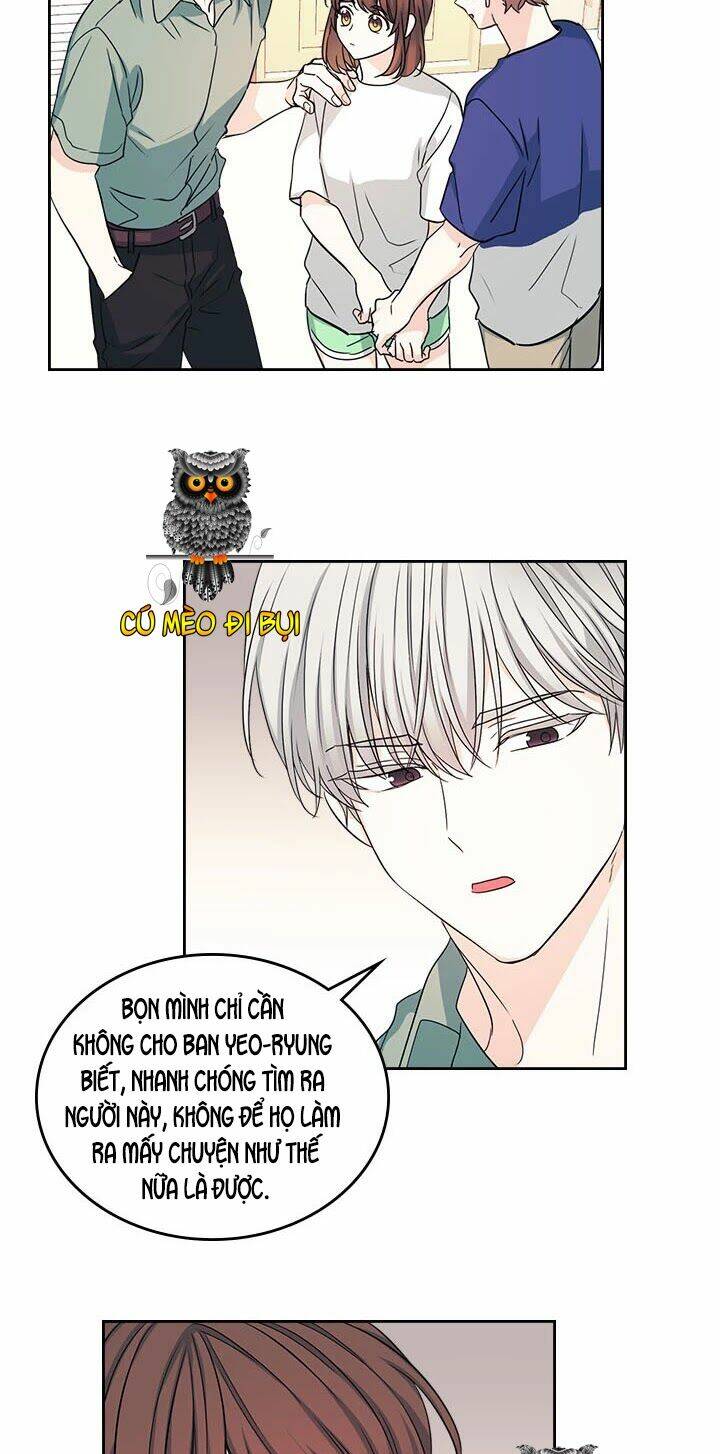 CÚ MÈO ĐI BỤI
BỌN MÌNH CHỈ CẦN
KHÔNG CHO BAN YEO-RYUNG
BIẾT, NHANH CHÓNG TÌM RA
NGƯỜI NÀY, KHÔNG ĐỂ HỌ LÀM
RA MẤY CHUYỆN NHƯ THẾ
NỮA LÀ ĐƯỢC.